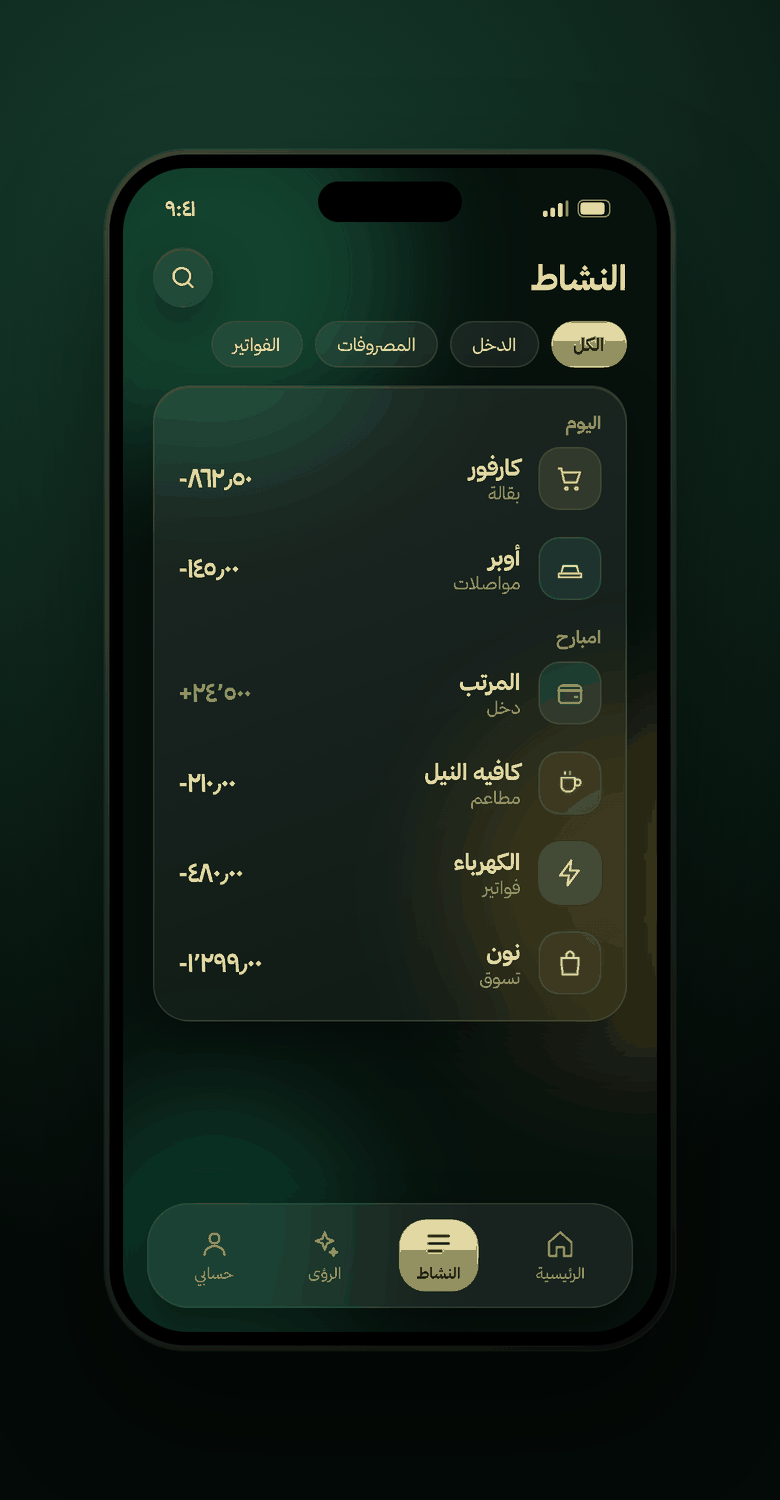 ٩:٤١
النشاط
الكل
الدخل
المصروفات
الفواتير
اليوم
كارفور
-٨٦٢٫٥٠
بقالة
أوبر
-١٤٥٫٠٠
مواصلات
امبارح
المرتب
+٢٤٬٥٠٠
دخل
كافيه النيل
-٢١٠٫٠٠
مطاعم
الكهرباء
-٤٨٠٫٠٠
فواتير
نون
-١٬٢٩٩٫٠٠
تسوق
الرئيسية
النشاط
الرؤى
حسابي